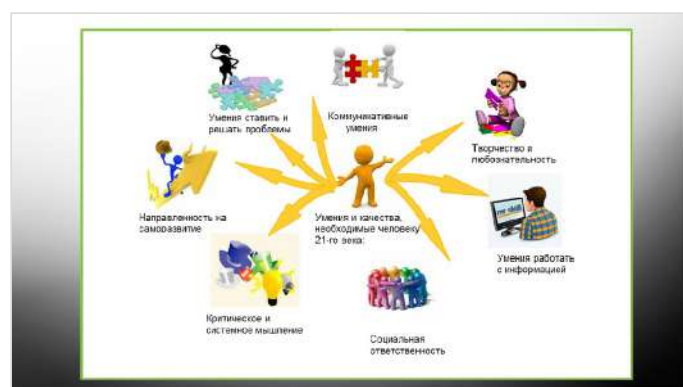 Умения ставить и
решать проблемы
Коммуникативные
умения
Творчество и
любознательность
Направленность на
саморазвитие
Умения и качества,
необходимые человеку
21-го века:
Умения работать
с информацией
Критическое и
системное мышление
Социальная
ответственность